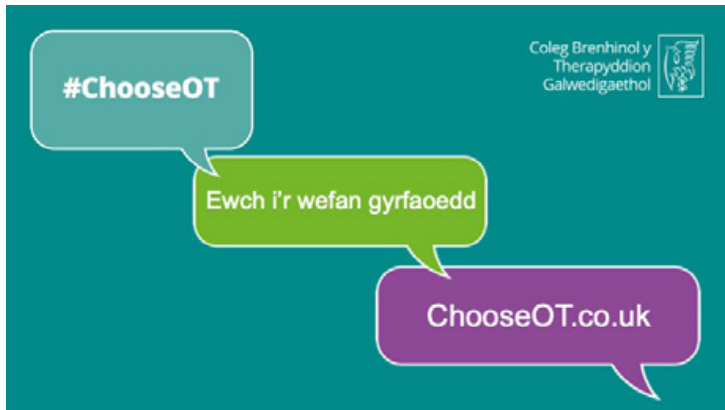 #ChooseOT
Coleg Brenhinol y
Therapyddion
Galwedigaethol
Ewch i'r wefan gyrfaoedd
ChooseOT.co.uk